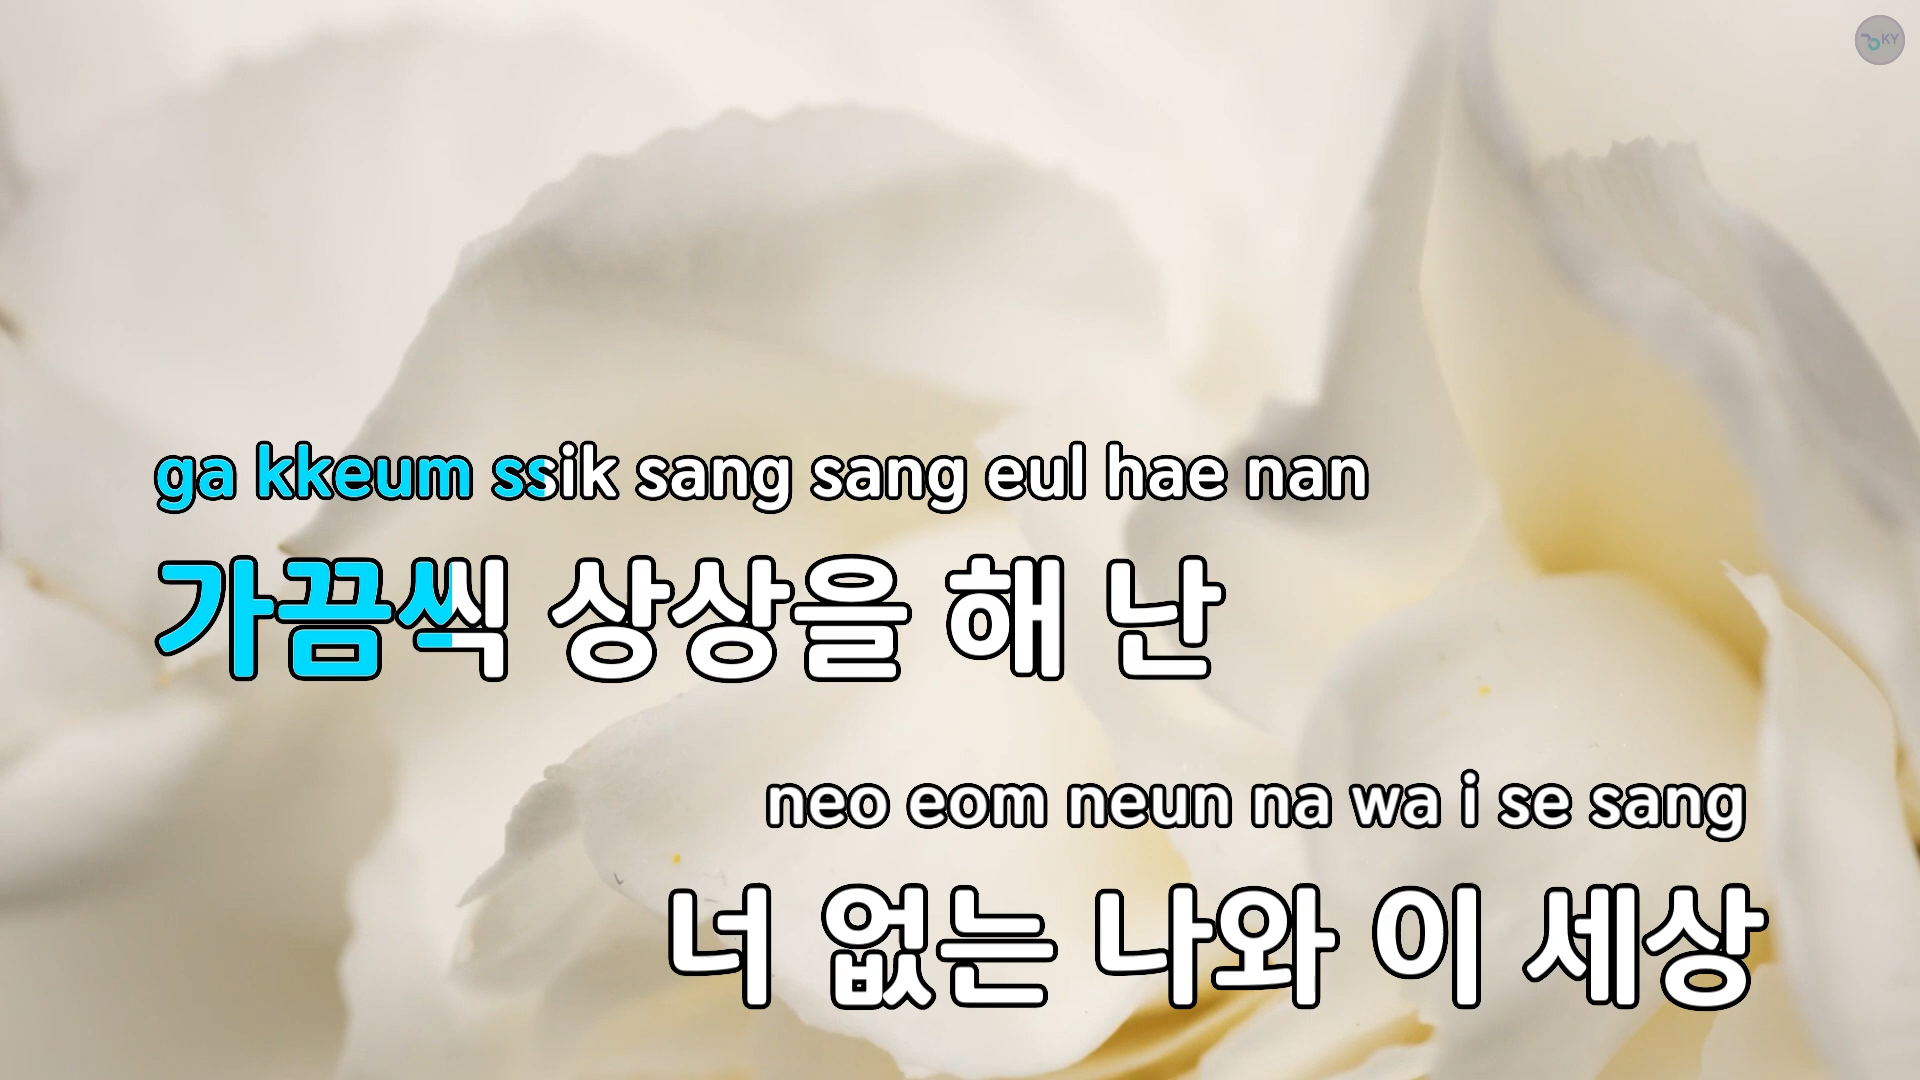 KY
ga kkeum ssik sang sang eul hae nan
가끔씩 상상을 해 난
neo eom neun na wa i se sang
너 없는 나와 이 세상